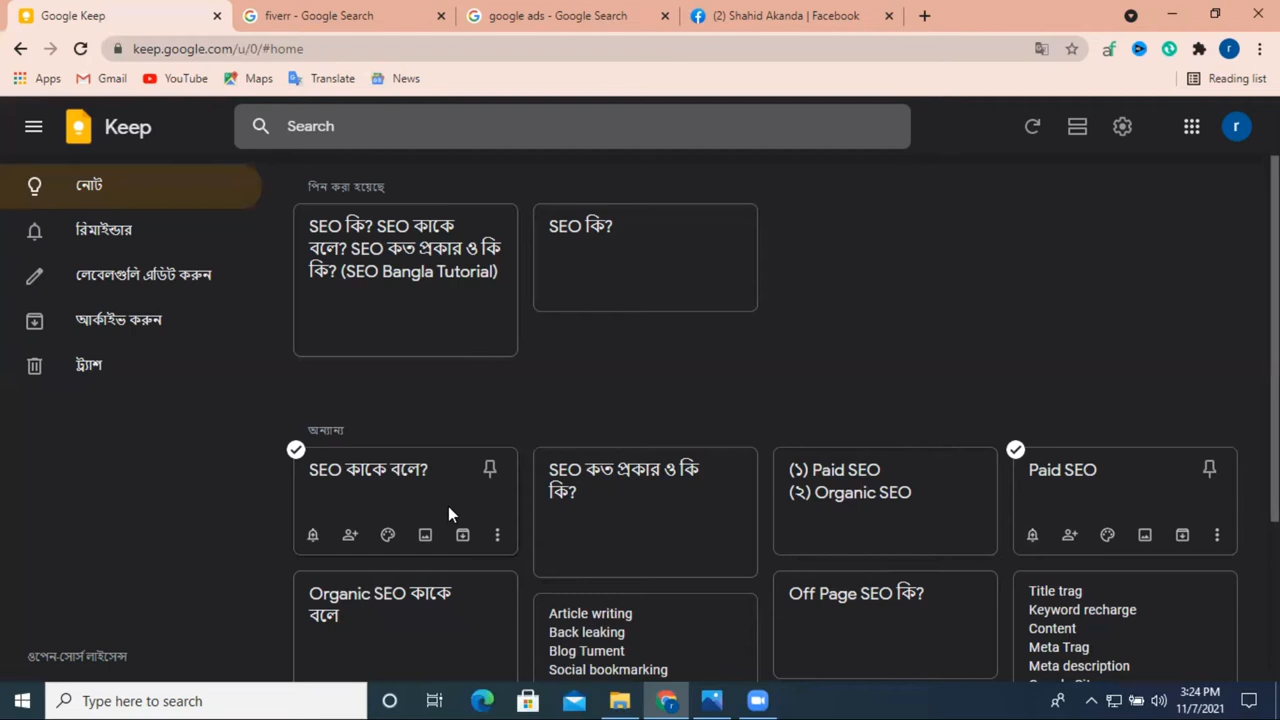 Google Keep
fiverr - Google Search
google ads - Google Search
(2) Shahid Akanda | Facebook
keep.google.com/u/0/#home
r
Apps
Gmail
YouTube
Maps
Translate
News
Reading list
Keep
Search
r
নোট
রিমাইন্ডার
লেবেলগুলি এডিট করুন
আর্কাইভ করুন
ট্র্যাশ
ওপেন-সোর্স লাইসেন্স
পিন করা হয়েছে
SEO কি? SEO কাকে
বলে? SEO কত প্রকার ও কি
কি? (SEO Bangla Tutorial)
SEO কি?
অন্যান্য
SEO কাকে বলে?
SEO কত প্রকার ও কি
কি?
(১) Paid SEO
(২) Organic SEO
Paid SEO
Organic SEO কাকে
বলে
Article writing
Back leaking
Blog Tument
Social bookmarking
Off Page SEO কি?
Title trag
Keyword recharge
Content
Meta Trag
Meta description
Type here to search
3:24 PM
11/7/2021